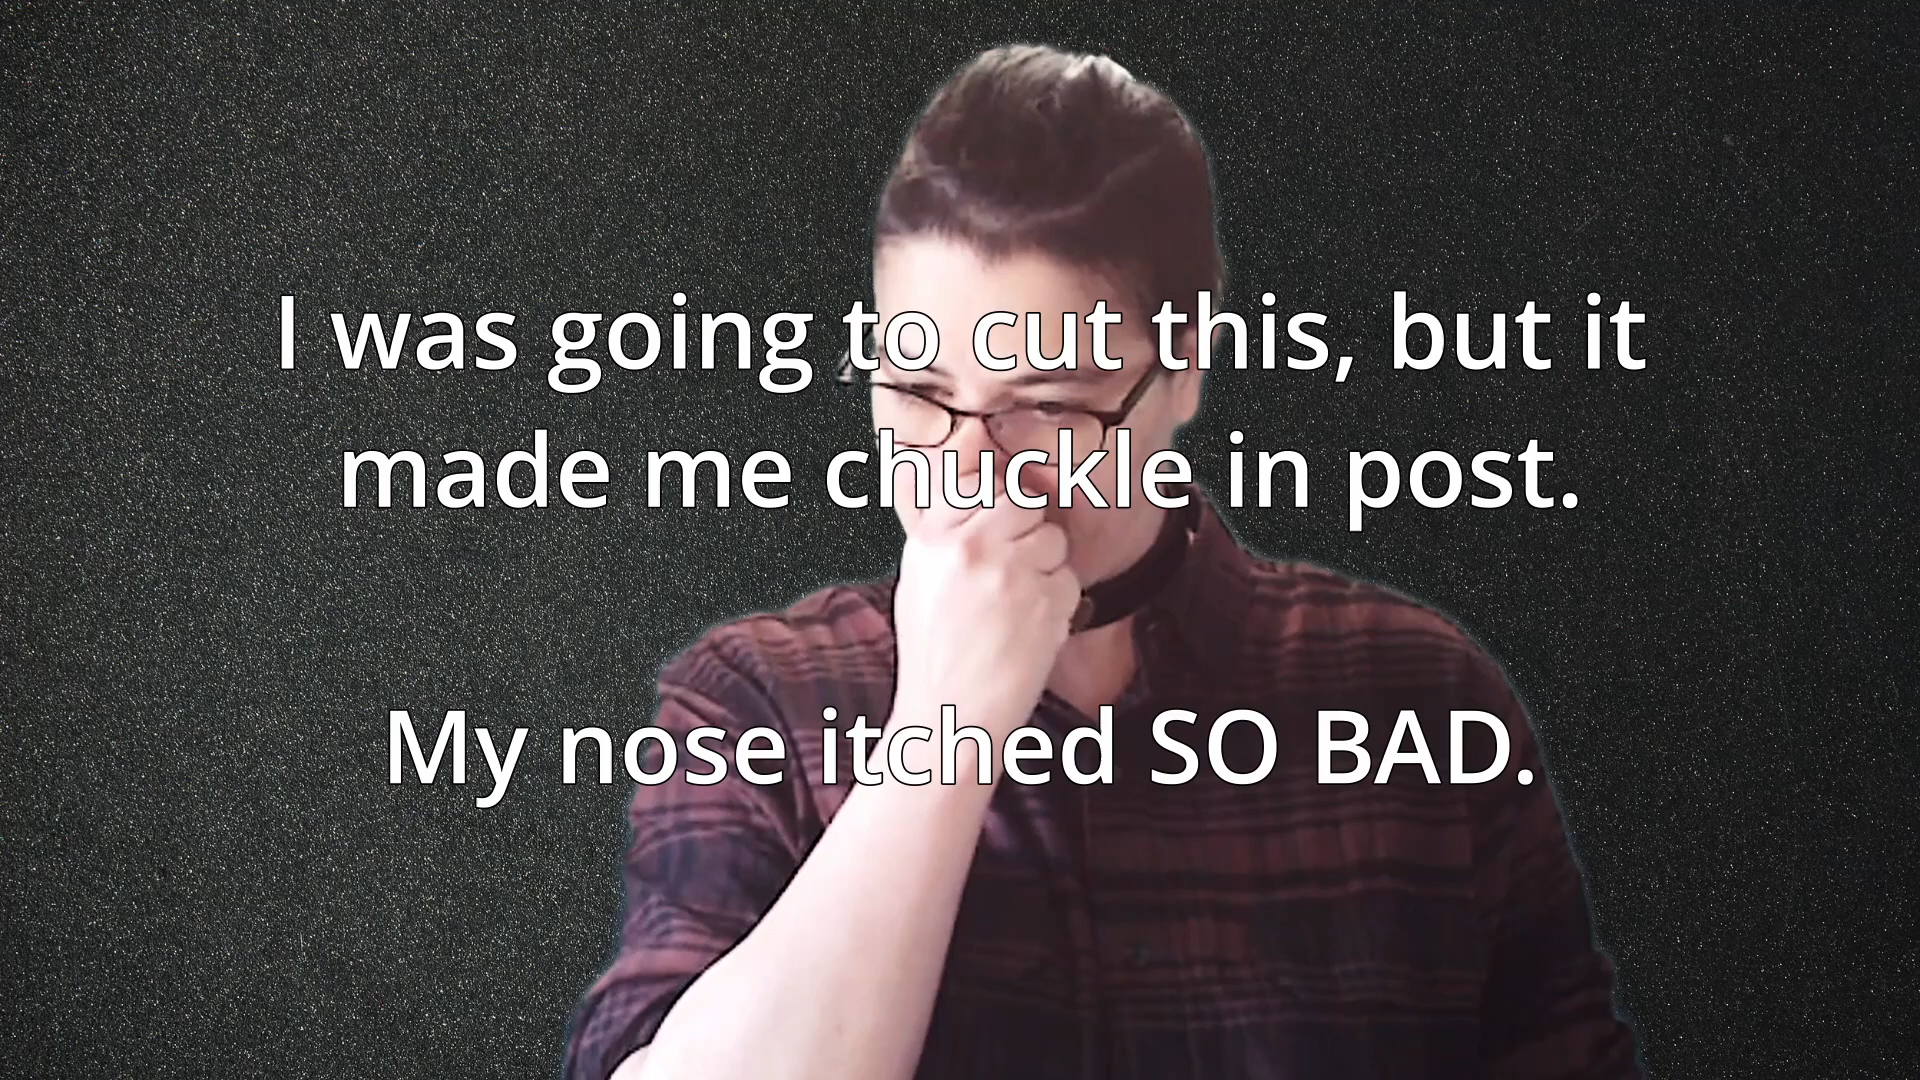 I was going to cut this, but it
made me chuckle in post.
My nose itched SO BAD.